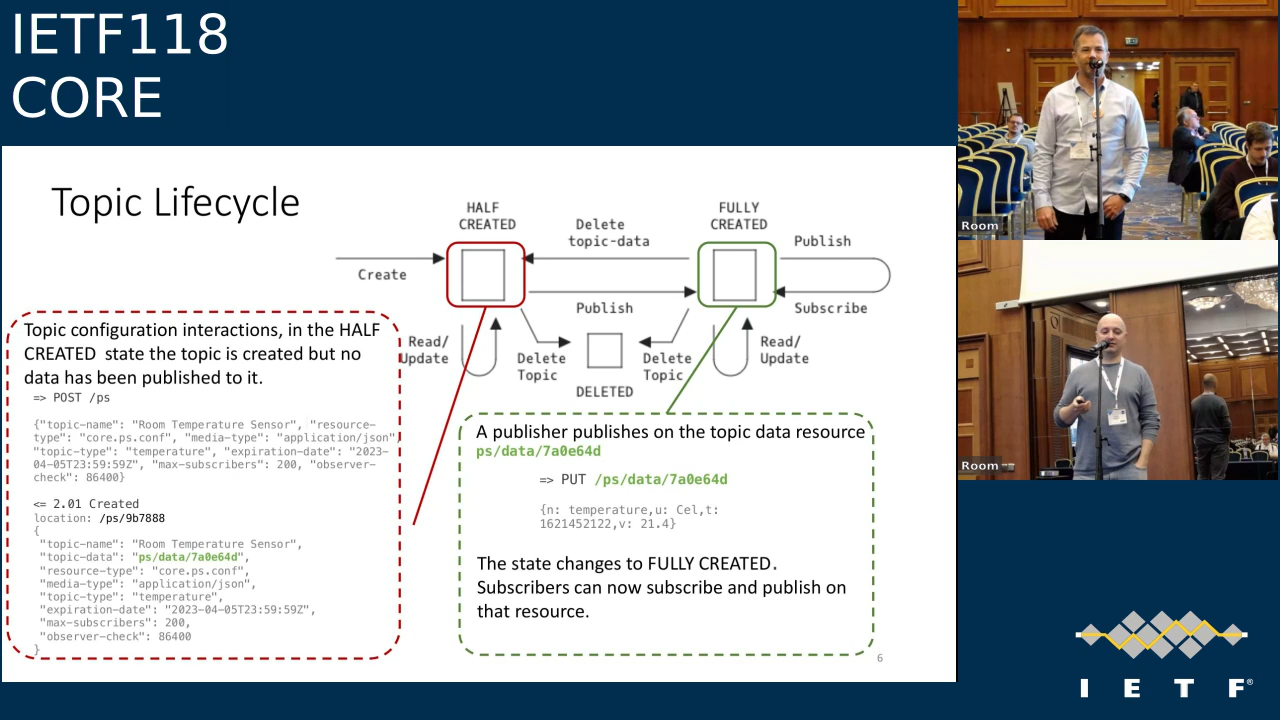 IETF118
CORE
Topic Lifecycle
HALF
CREATED
FULLY
CREATED
Delete
topic-data
Publish
Create
Publish
Subscribe
Read/
Update
Delete
Topic
Delete
Topic
Read/
Update
DELETED
Topic configuration interactions, in the HALF
CREATED state the topic is created but no
data has been published to it.
=> POST /ps
{"topic-name": "Room Temperature Sensor", "resource-
type": "core.ps.conf", "media-type": "application/json",
"topic-type": "temperature", "expiration-date": "2023-
04-05T23:59:59Z", "max-subscribers": 200, "observer-
check": 86400}
<= 2.01 Created
location: /ps/9b7888
{
"topic-name": "Room Temperature Sensor",
"topic-data": "ps/data/7a0e64d",
"resource-type": "core.ps.conf",
"media-type": "application/json",
"topic-type": "temperature",
"expiration-date": "2023-04-05T23:59:59Z",
"max-subscribers": 200,
"observer-check": 86400
}
A publisher publishes on the topic data resource
ps/data/7a0e64d
=> PUT /ps/data/7a0e64d
{n: temperature,u: Cel,t:
1621452122,v: 21.4}
The state changes to FULLY CREATED.
Subscribers can now subscribe and publish on
that resource.
6
Room
Room
I E T F®